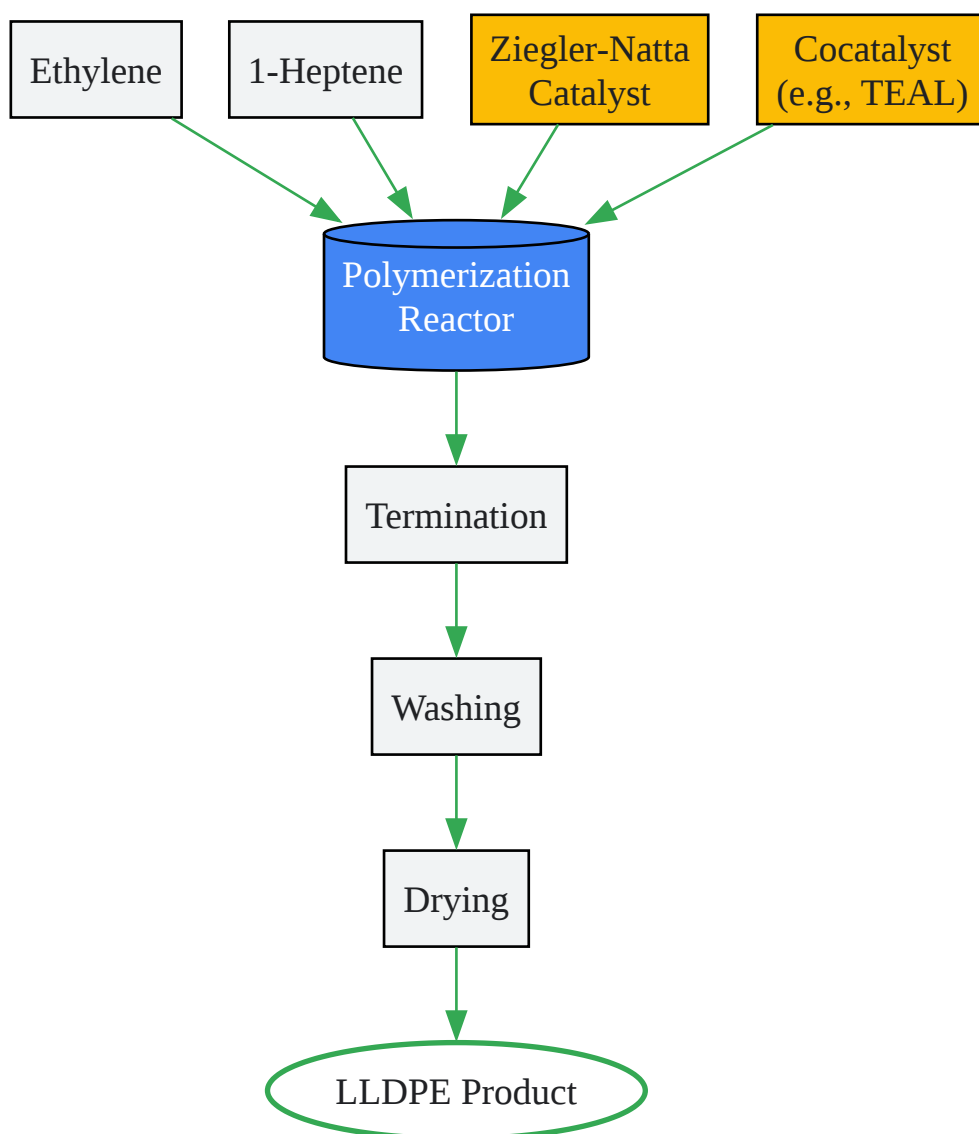 Ethylene
1-Heptene
Ziegler-Natta
Catalyst
Cocatalyst
(e.g., TEAL)
Polymerization
Reactor
Termination
Washing
Drying
LLDPE Product